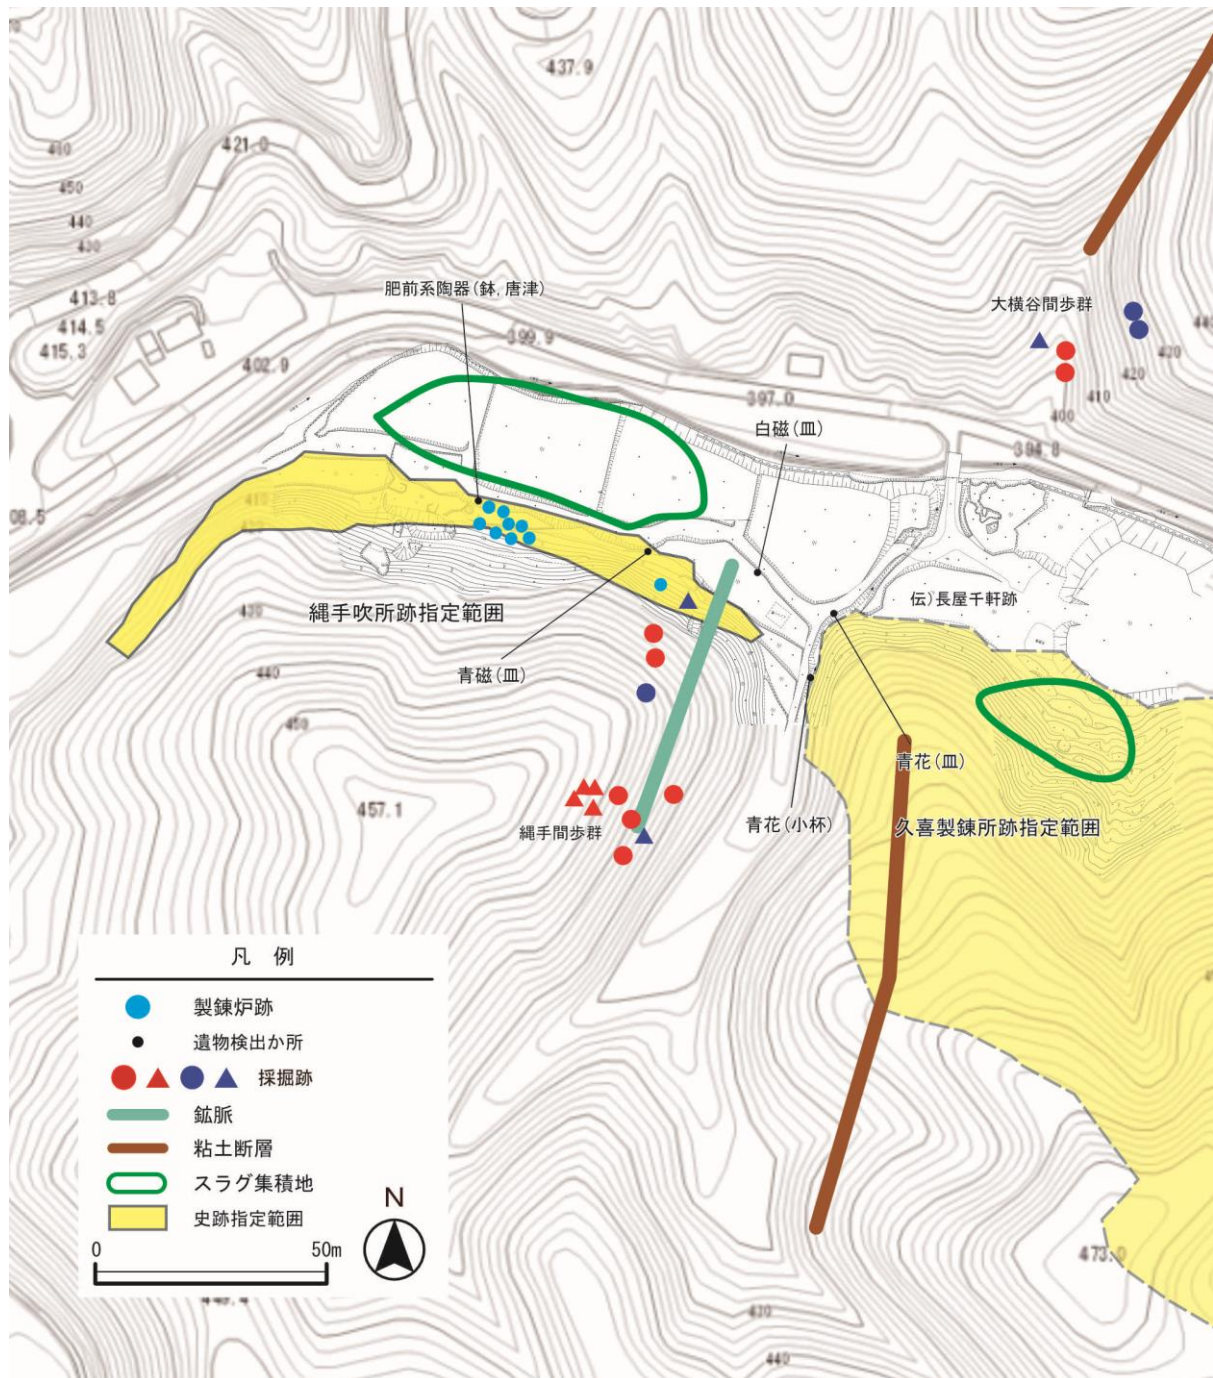 437.9
421.0
410
450
440
430
413.8
414.5
415.3
402.9
肥前系陶器(鉢,唐津)
399.9
大横谷間歩群
420
410
420
400
397.0
白磁(皿)
394.8
410
420
430
縄手吹所跡指定範囲
伝)長屋千軒跡
青磁(皿)
440
450
457.1
縄手間歩群
青花(皿)
青花(小杯)
久喜製錬所跡指定範囲
凡 例
製錬炉跡
遺物検出か所
採掘跡
鉱脈
粘土断層
スラグ集積地
史跡指定範囲
N
0 50m
473.0
440